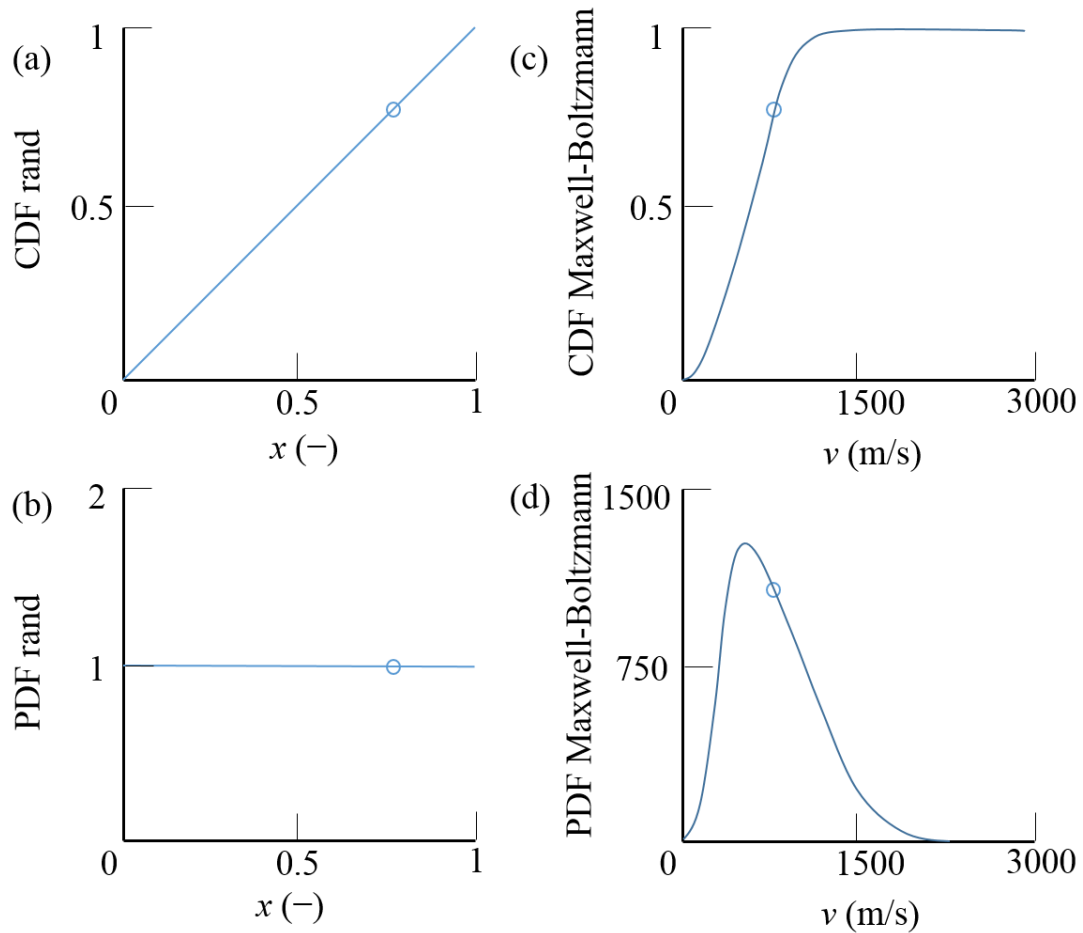 (a)
CDF rand
1
0.5
0
0.5
1
x (−)
(c)
CDF Maxwell-Boltzmann
1
0.5
0
1500
3000
v (m/s)
(b)
PDF rand
2
1
0
0.5
1
x (−)
(d)
PDF Maxwell-Boltzmann
1500
750
0
1500
3000
v (m/s)